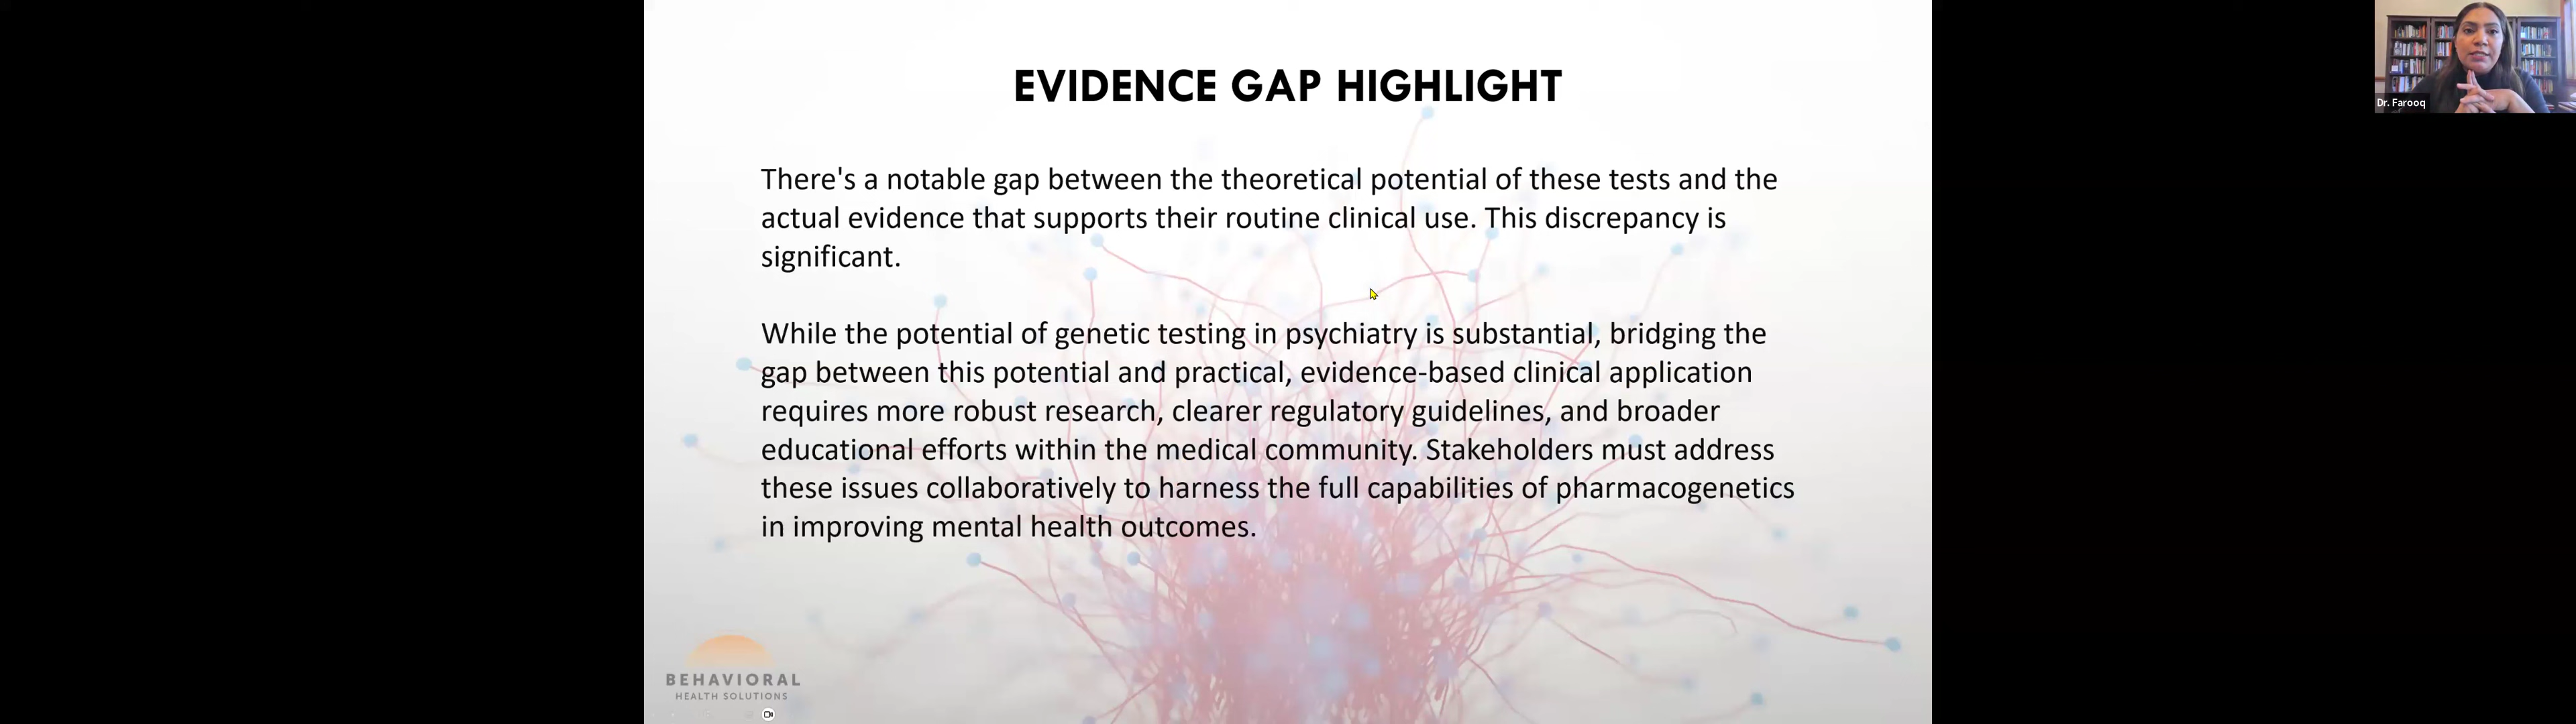 EVIDENCE GAP HIGHLIGHT
There's a notable gap between the theoretical potential of these tests and the
actual evidence that supports their routine clinical use. This discrepancy is
significant.
While the potential of genetic testing in psychiatry is substantial, bridging the
gap between this potential and practical, evidence-based clinical application
requires more robust research, clearer regulatory guidelines, and broader
educational efforts within the medical community. Stakeholders must address
these issues collaboratively to harness the full capabilities of pharmacogenetics
in improving mental health outcomes.
BEHAVIORAL
HEALTH SOLUTIONS
Dr. Farooq